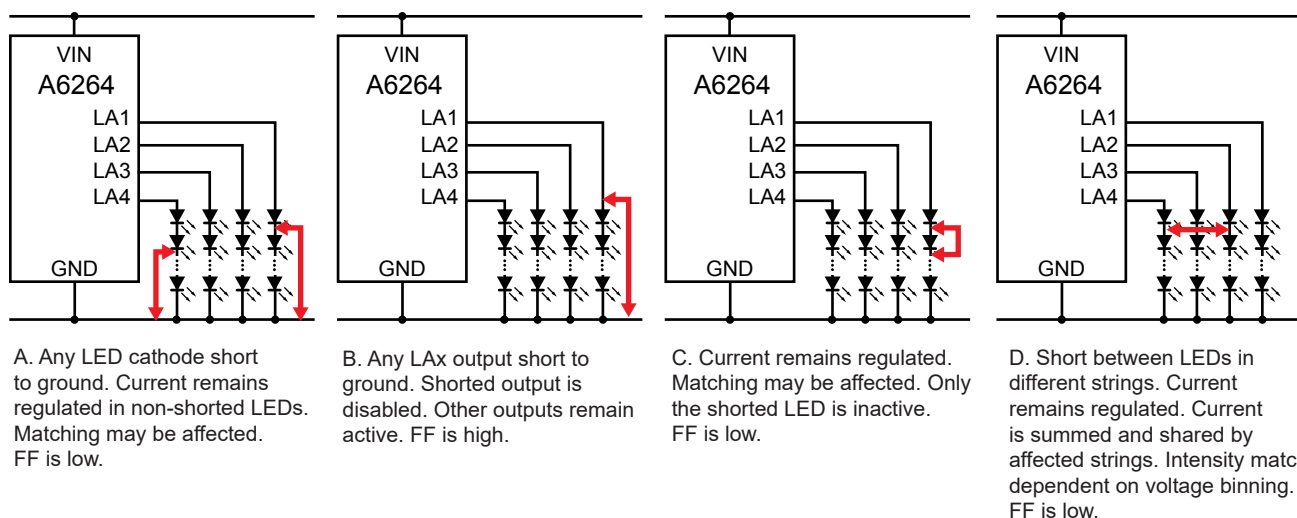 VIN
A6264
LA1
LA2
LA3
LA4
GND
A. Any LED cathode short
to ground. Current remains
regulated in non-shorted LEDs.
Matching may be affected.
FF is low.
VIN
A6264
LA1
LA2
LA3
LA4
GND
B. Any LAx output short to
ground. Shorted output is
disabled. Other outputs remain
active. FF is high.
VIN
A6264
LA1
LA2
LA3
LA4
GND
C. Current remains regulated.
Matching may be affected. Only
the shorted LED is inactive.
FF is low.
VIN
A6264
LA1
LA2
LA3
LA4
GND
D. Short between LEDs in
different strings. Current
remains regulated. Current
is summed and shared by
affected strings. Intensity matc
dependent on voltage binning.
FF is low.